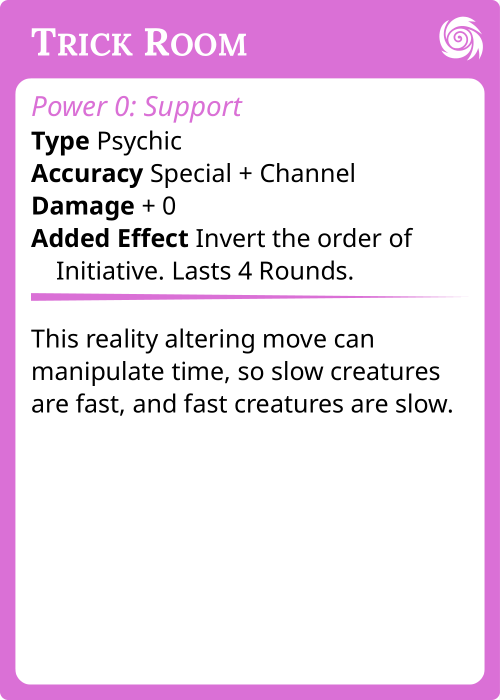 Trick Room
Power 0: Support
Type Psychic
Accuracy Special + Channel
Damage + 0
Added Effect Invert the order of
Initiative. Lasts 4 Rounds.
This reality altering move can
manipulate time, so slow creatures
are fast, and fast creatures are slow.